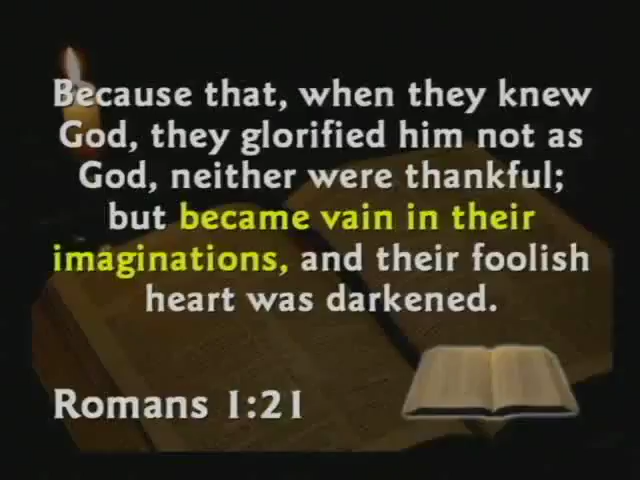 Because that, when they knew
God, they glorified him not as
God, neither were thankful;
but became vain in their
imaginations, and their foolish
heart was darkened.
Romans 1:21